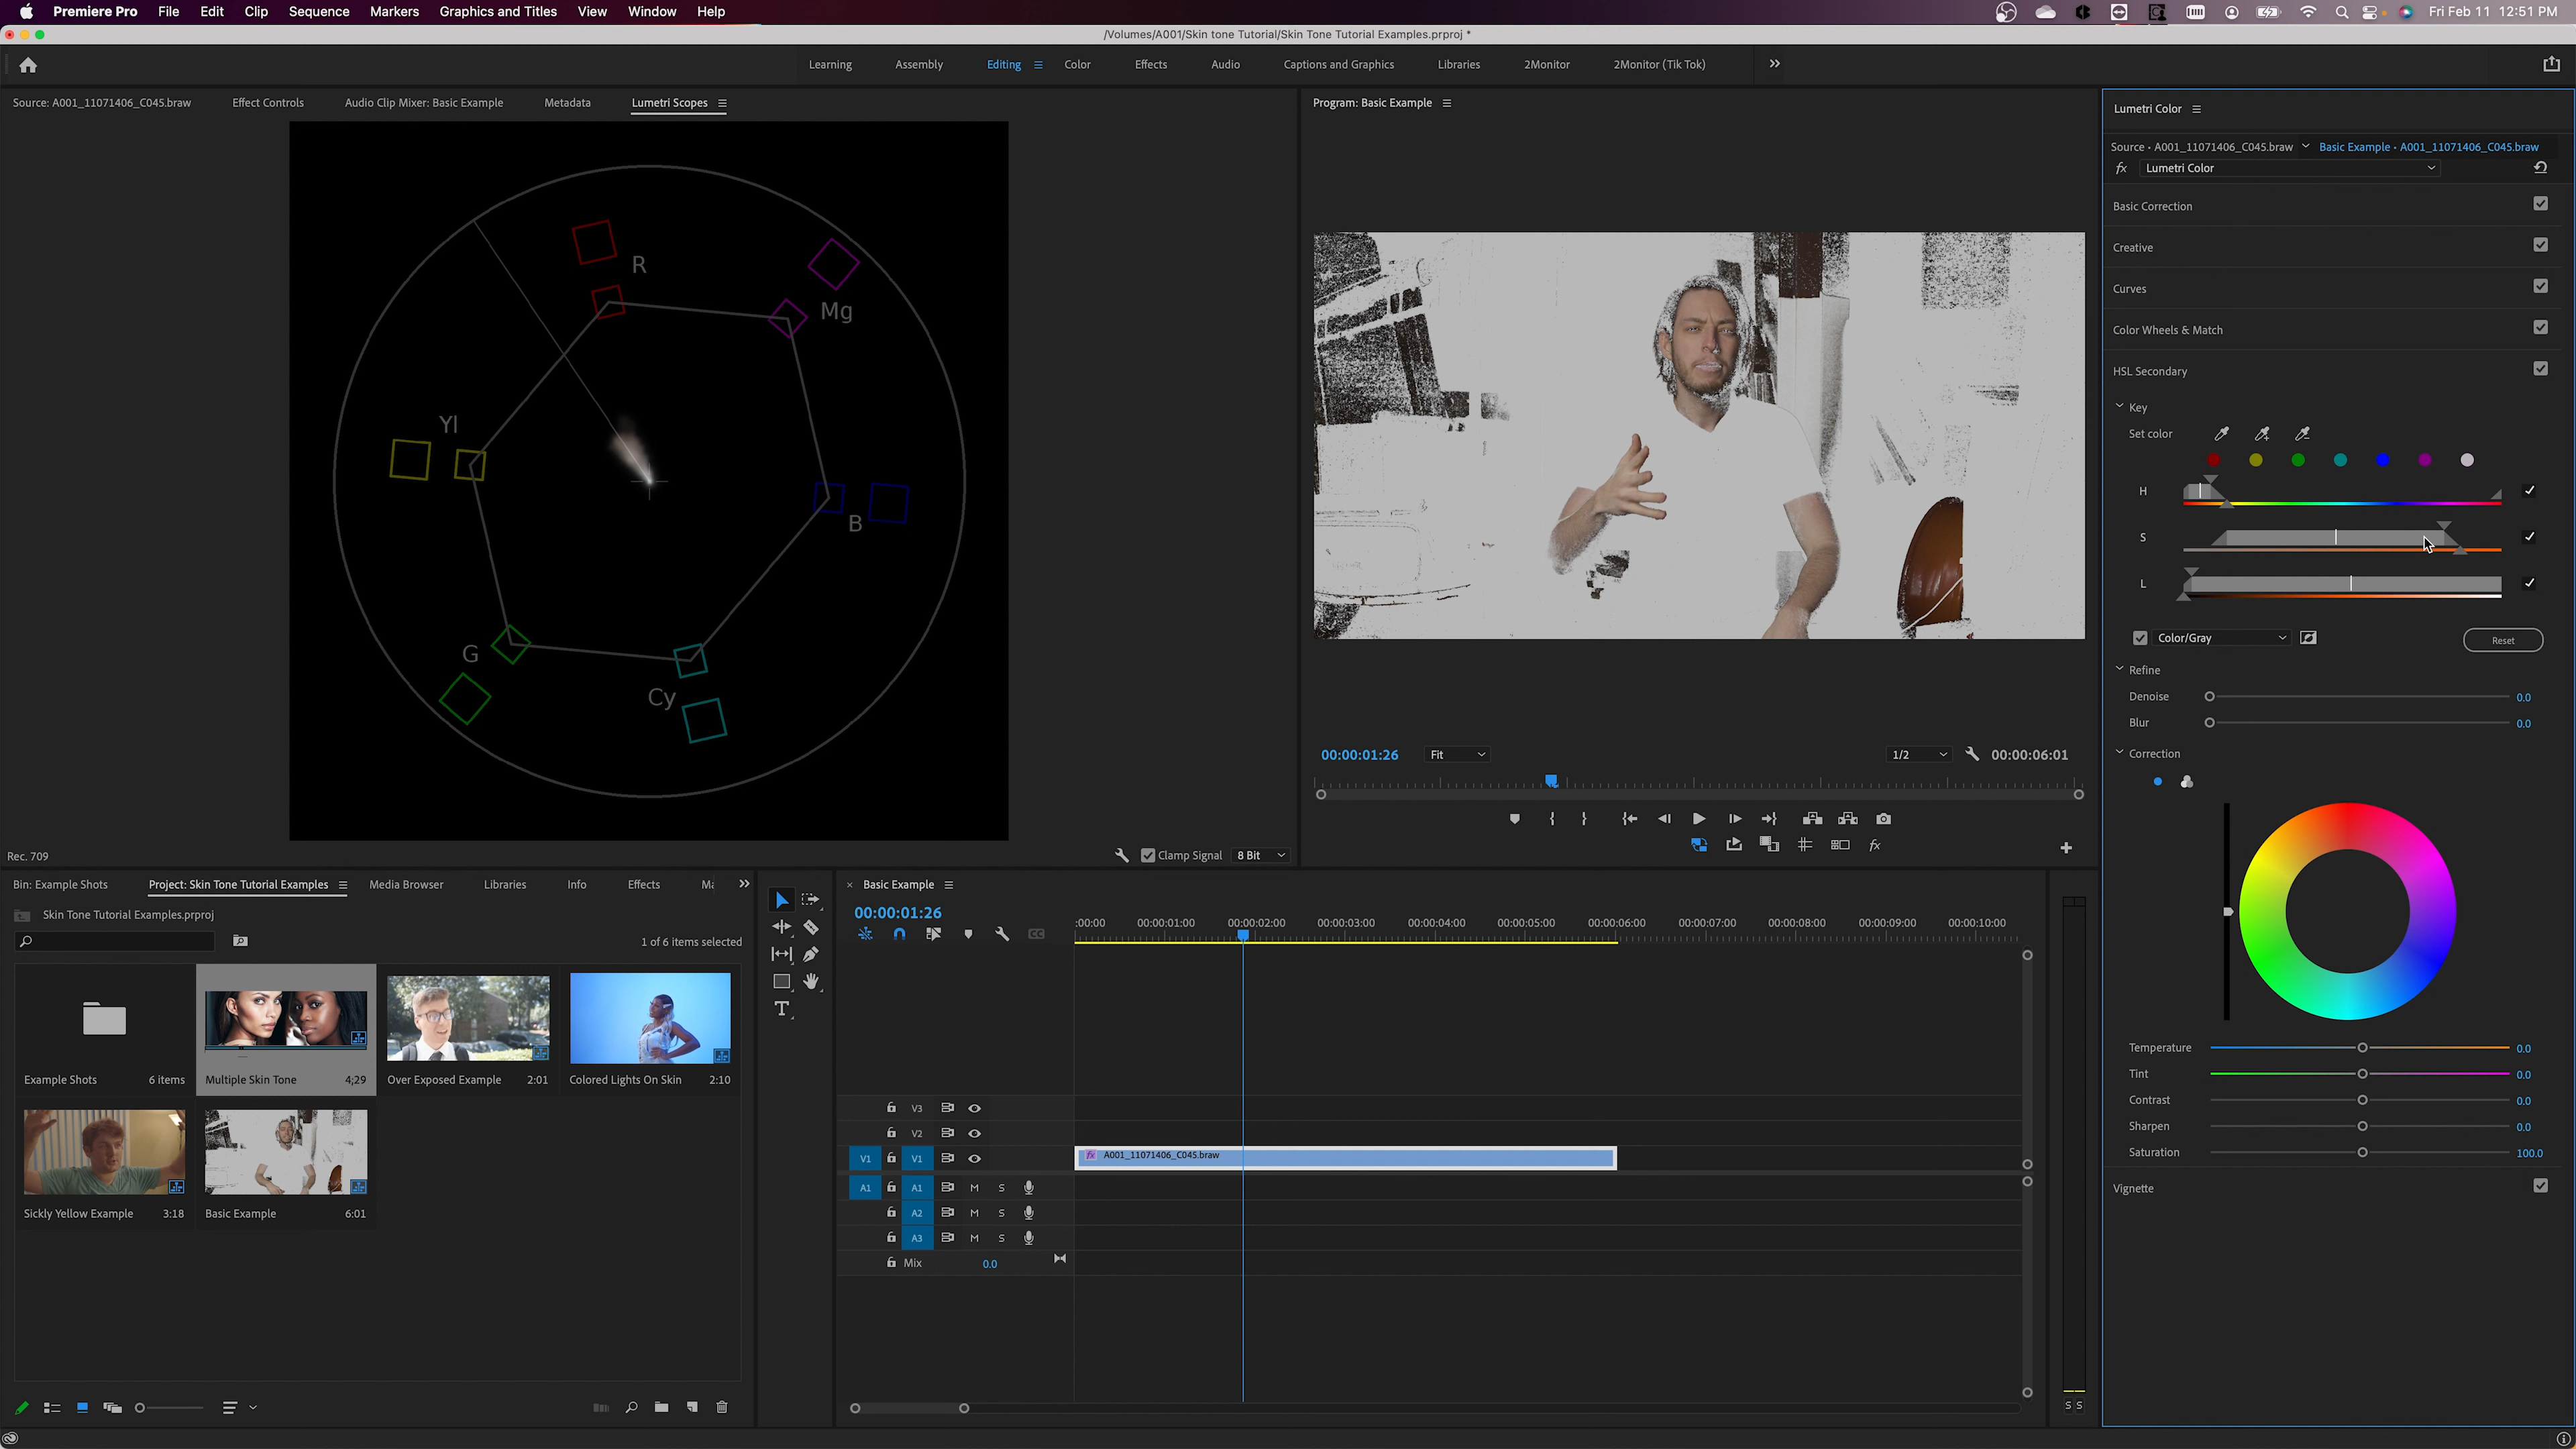 Premiere Pro File Edit Clip Sequence Markers Graphics and Titles View Window Help Fri Feb 11 12:51 PM
/Volumes/A001/Skin tone Tutorial/Skin Tone Tutorial Examples.prproj *
Learning Assembly Editing Color Effects Audio Captions and Graphics Libraries 2Monitor 2Monitor (Tik Tok)
Source: A001_11071406_C045.braw Effect Controls Audio Clip Mixer: Basic Example Metadata Lumetri Scopes
R
Mg
Yl
B
G
Cy
Rec. 709
Clamp Signal 8 Bit
Program: Basic Example
00:00:01:26 Fit 1/2 00:00:06:01
Lumetri Color
Source • A001_11071406_C045.braw Basic Example • A001_11071406_C045.braw
fx Lumetri Color
Basic Correction
Creative
Curves
Color Wheels & Match
HSL Secondary
Key
Set color
H
S
L
Color/Gray Reset
Refine
Denoise 0.0
Blur 0.0
Correction
Temperature 0.0
Tint 0.0
Contrast 0.0
Sharpen 0.0
Saturation 100.0
Vignette
Bin: Example Shots Project: Skin Tone Tutorial Examples Media Browser Libraries Info Effects Ma
Skin Tone Tutorial Examples.prproj
1 of 6 items selected
Example Shots 6 items
Multiple Skin Tone 4;29
Over Exposed Example 2:01
Colored Lights On Skin 2:10
Sickly Yellow Example 3:18
Basic Example 6:01
T
Basic Example
00:00:01:26
:00:00 00:00:01:00 00:00:02:00 00:00:03:00 00:00:04:00 00:00:05:00 00:00:06:00 00:00:07:00 00:00:08:00 00:00:09:00 00:00:10:00
CC
V3
V2
V1 V1 fx A001_11071406_C045.braw
A1 A1 M S
A2 M S
A3 M S
Mix 0.0
S S
fx